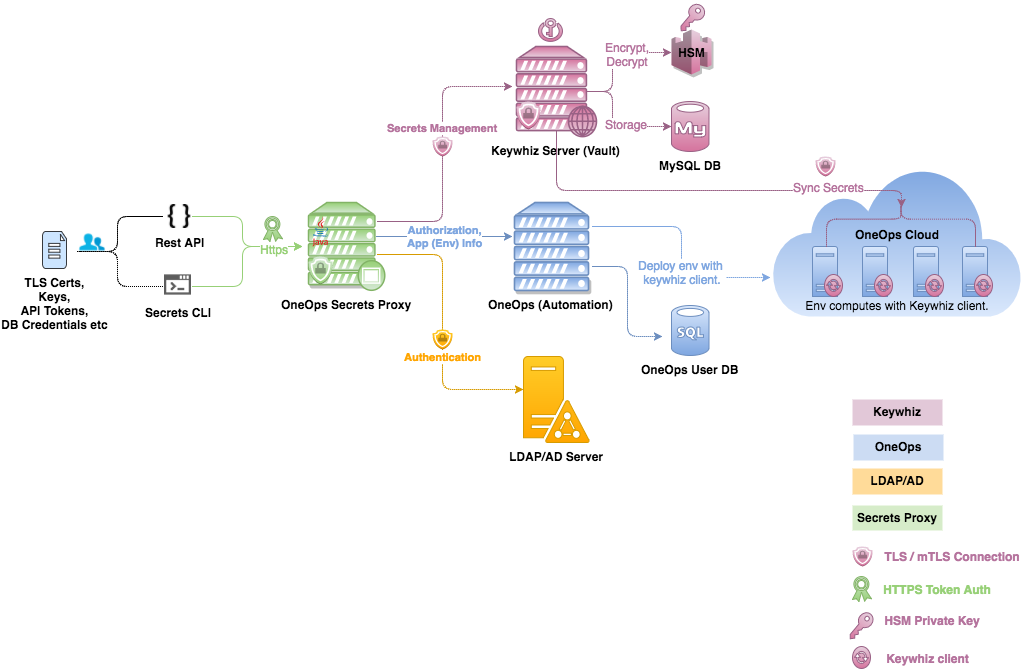 Encrypt,
Decrypt
HSM
Secrets Management
Storage
My
Keywhiz Server (Vault)
MySQL DB
Sync Secrets
{ }
Rest API
Https
java
Authorization,
App (Env) Info
OneOps Cloud
TLS Certs,
Keys,
API Tokens,
DB Credentials etc
Secrets CLI
OneOps Secrets Proxy
OneOps (Automation)
Deploy env with
keywhiz client.
Env computes with Keywhiz client.
SQL
OneOps User DB
Authentication
LDAP/AD Server
Keywhiz
OneOps
LDAP/AD
Secrets Proxy
TLS / mTLS Connection
HTTPS Token Auth
HSM Private Key
Keywhiz client